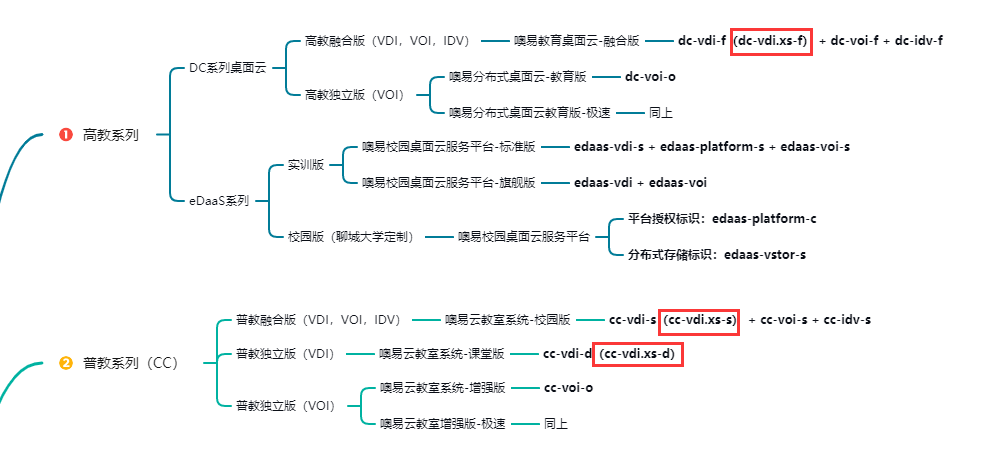 高教融合版（VDI，VOI，IDV） 噢易教育桌面云-融合版 dc-vdi-f (dc-vdi.xs-f) + dc-voi-f + dc-idv-f
DC系列桌面云
噢易分布式桌面云-教育版 dc-voi-o
高教独立版（VOI）
噢易分布式桌面云教育版-极速 同上
1 高教系列
噢易校园桌面云服务平台-标准版 edaas-vdi-s + edaas-platform-s + edaas-voi-s
实训版
噢易校园桌面云服务平台-旗舰版 edaas-vdi + edaas-voi
eDaaS系列
平台授权标识：edaas-platform-c
校园版（聊城大学定制） 噢易校园桌面云服务平台
分布式存储标识：edaas-vstor-s
普教融合版（VDI，VOI，IDV） 噢易云教室系统-校园版 cc-vdi-s (cc-vdi.xs-s) + cc-voi-s + cc-idv-s
普教独立版（VDI） 噢易云教室系统-课堂版 cc-vdi-d (cc-vdi.xs-d)
2 普教系列（CC）
噢易云教室系统-增强版 cc-voi-o
普教独立版（VOI）
噢易云教室增强版-极速 同上